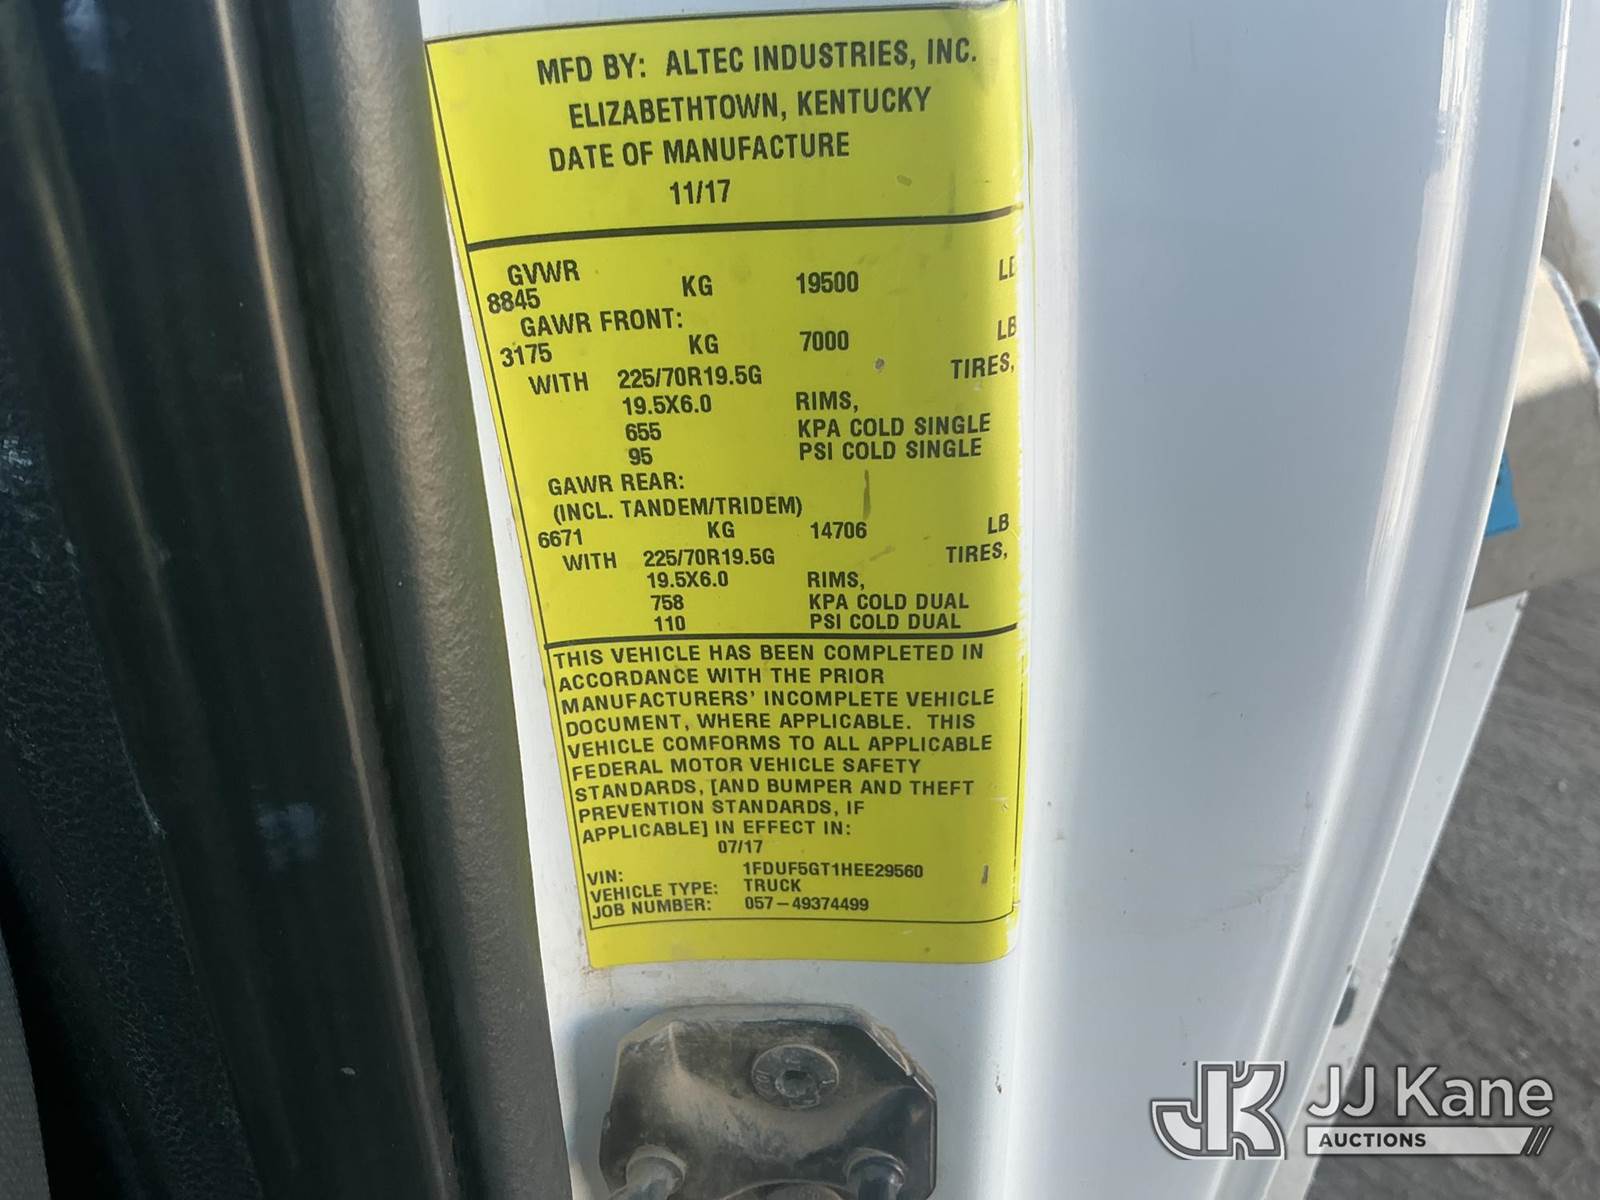 MFD BY: ALTEC INDUSTRIES, INC.
ELIZABETHTOWN, KENTUCKY
DATE OF MANUFACTURE
11/17
GVWR
8845 KG 19500 LB
GAWR FRONT:
3175 KG 7000 LB
WITH 225/70R19.5G TIRES,
19.5X6.0 RIMS,
655 KPA COLD SINGLE
95 PSI COLD SINGLE
GAWR REAR:
(INCL. TANDEM/TRIDEM)
6671 KG 14706 LB
WITH 225/70R19.5G TIRES,
19.5X6.0 RIMS,
758 KPA COLD DUAL
110 PSI COLD DUAL
THIS VEHICLE HAS BEEN COMPLETED IN
ACCORDANCE WITH THE PRIOR
MANUFACTURERS' INCOMPLETE VEHICLE
DOCUMENT, WHERE APPLICABLE. THIS
VEHICLE COMFORMS TO ALL APPLICABLE
FEDERAL MOTOR VEHICLE SAFETY
STANDARDS, [AND BUMPER AND THEFT
PREVENTION STANDARDS, IF
APPLICABLE] IN EFFECT IN:
07/17
VIN: 1FDUF5GT1HEE29560
VEHICLE TYPE: TRUCK
JOB NUMBER: 057-49374499
JK JJ Kane
AUCTIONS